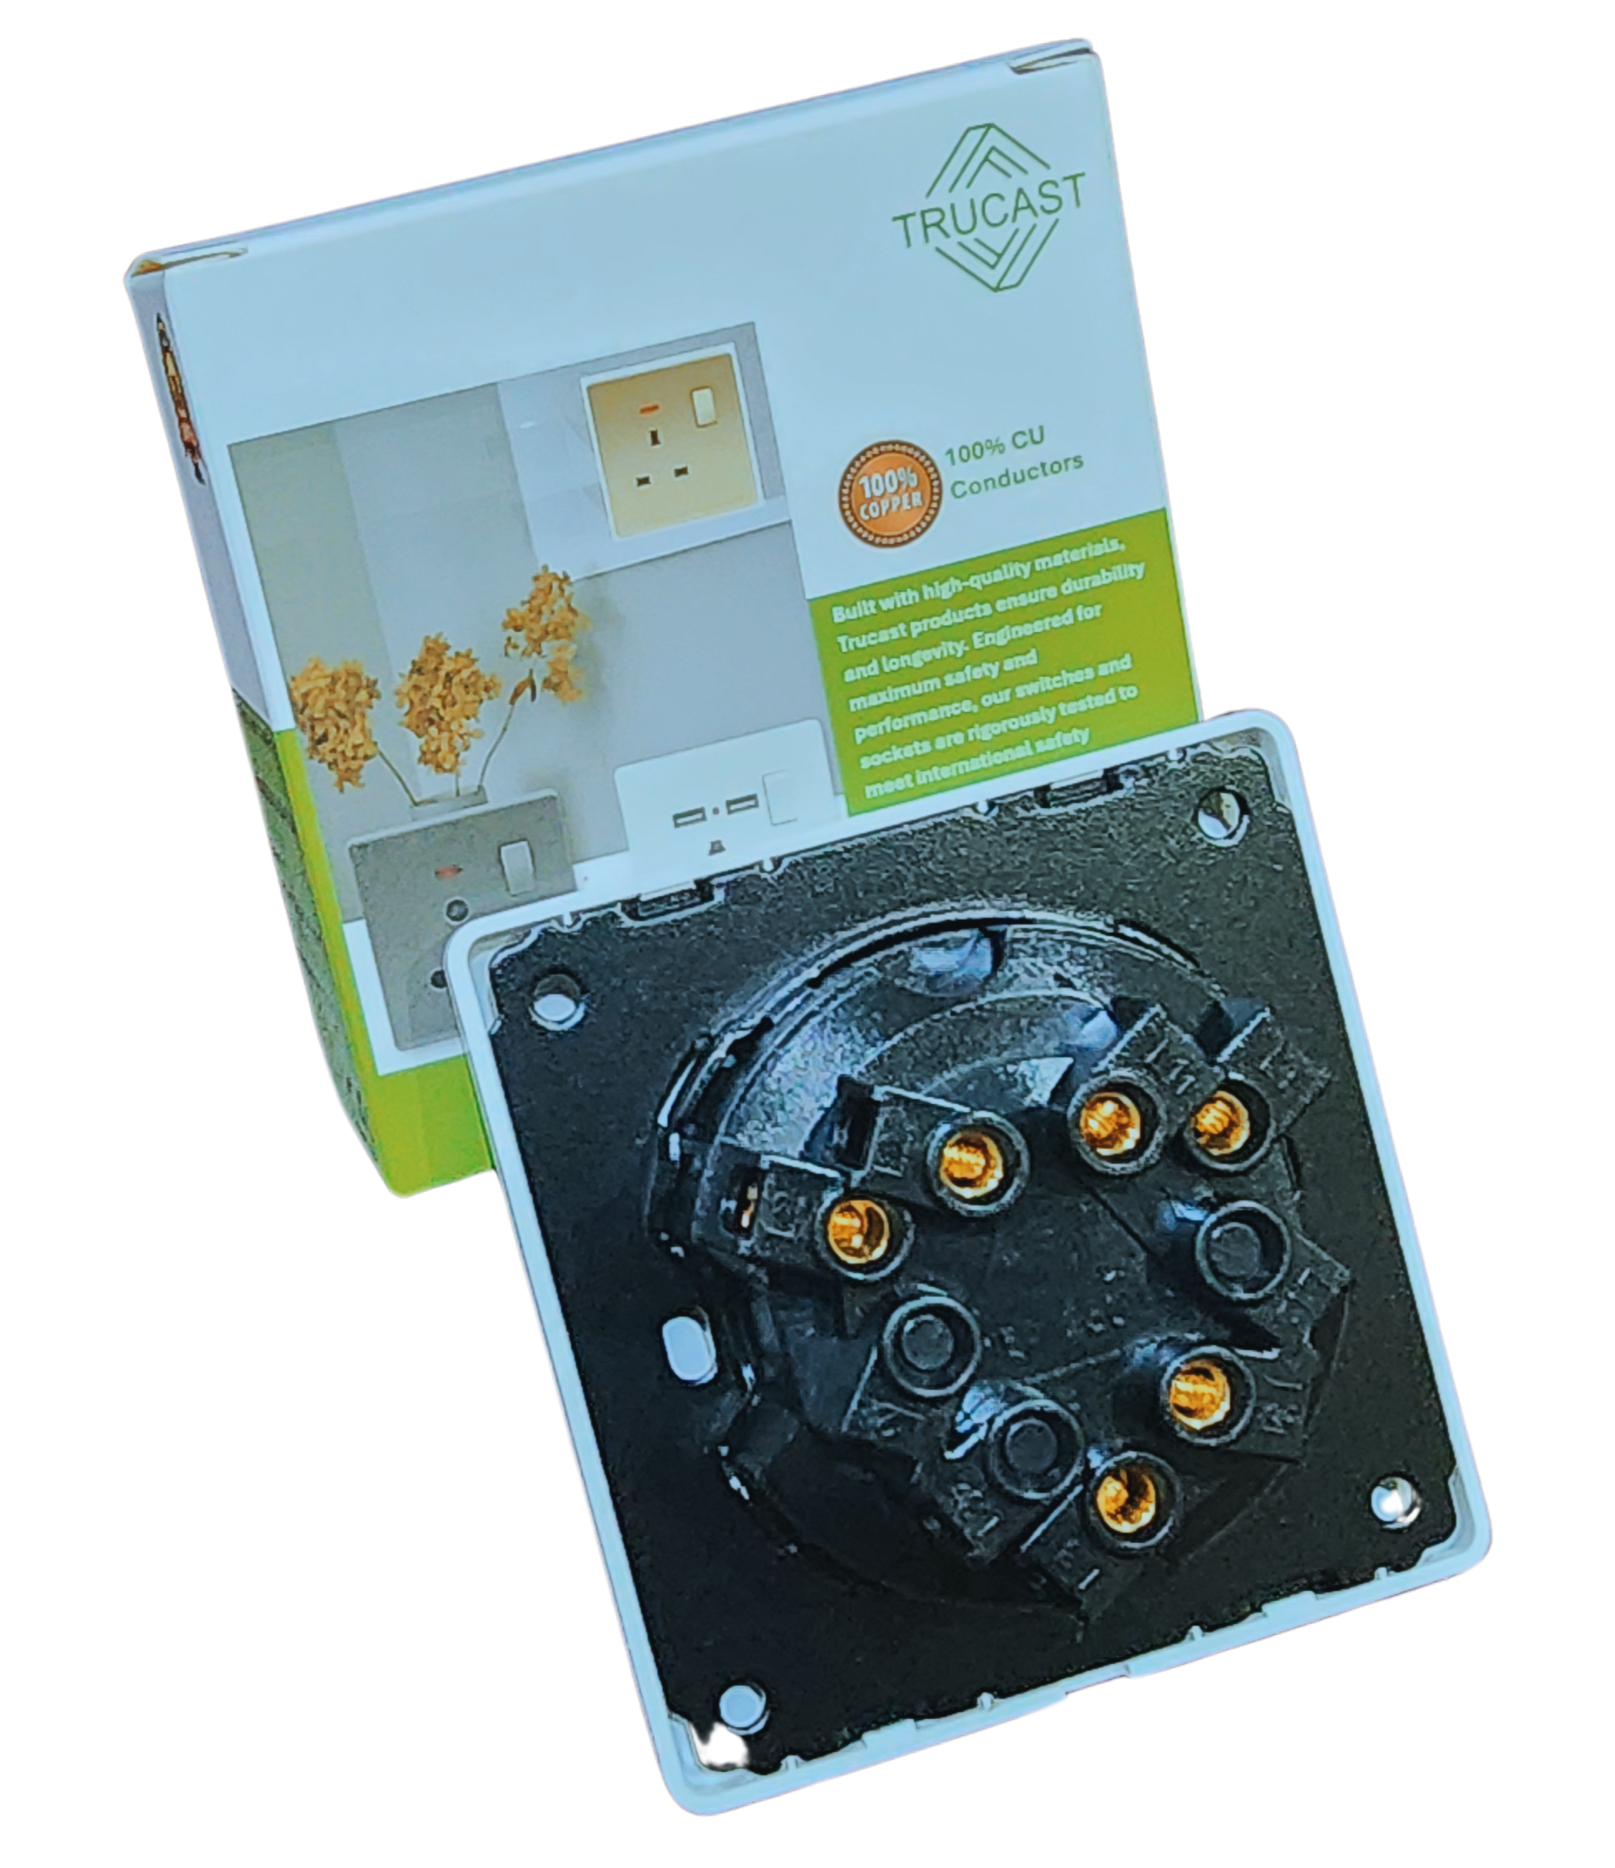 TRUCAST
100% CU
Conductors
100%
COPPER
Built with high-quality materials,
Trucast products ensure durability
and longevity. Engineered for
maximum safety and
performance, our switches and
sockets are rigorously tested to
meet international safety